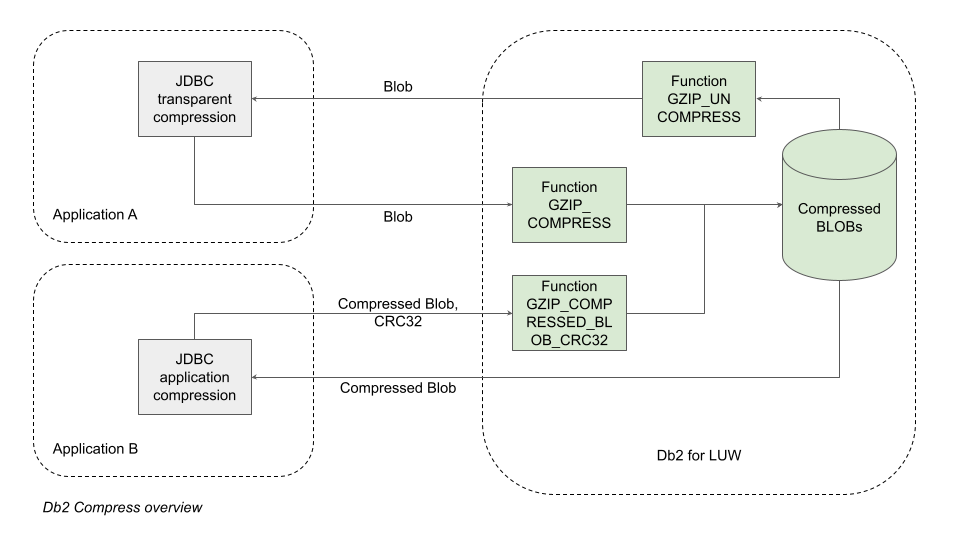 JDBC
transparent
compression
Application A
Blob
Blob
Function
GZIP_UN
COMPRESS
Function
GZIP_
COMPRESS
Compressed
BLOBs
Compressed Blob,
CRC32
Function
GZIP_COMP
RESSED_BL
OB_CRC32
JDBC
application
compression
Compressed Blob
Application B
Db2 for LUW
Db2 Compress overview